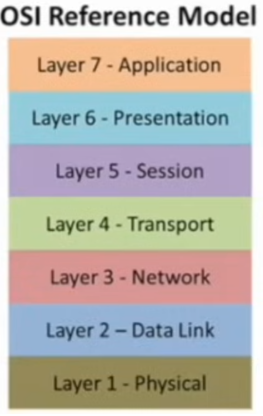 OSI Reference Model
Layer 7 - Application
Layer 6 - Presentation
Layer 5 - Session
Layer 4 - Transport
Layer 3 - Network
Layer 2 – Data Link
Layer 1 - Physical